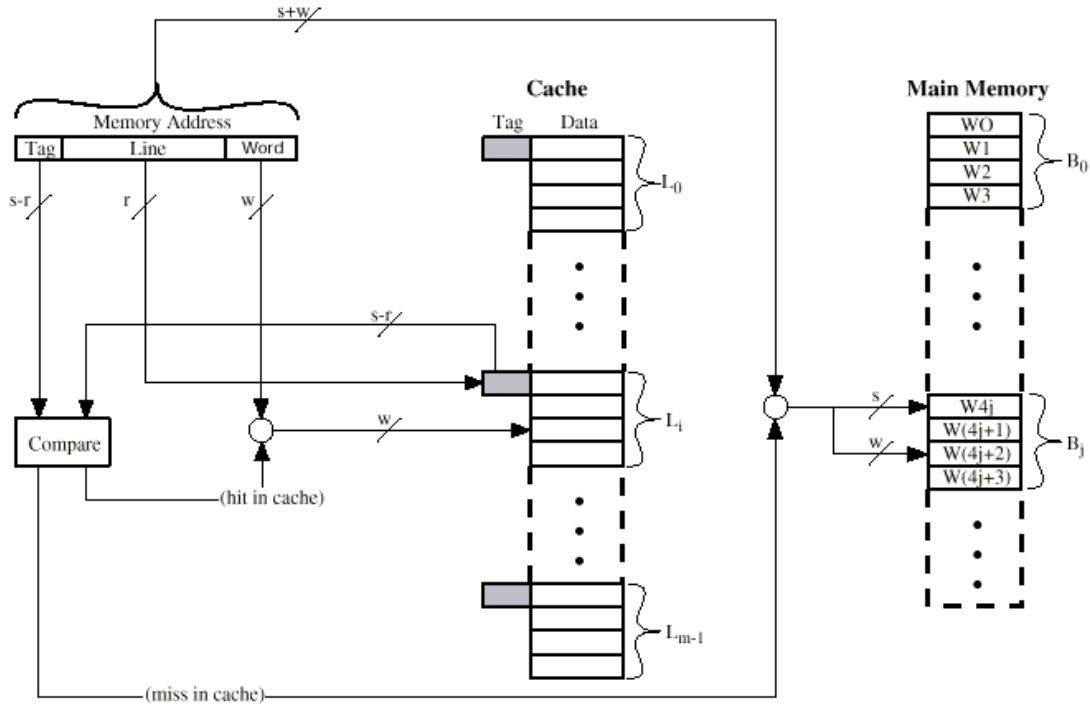 s+w
Cache
Main Memory
Memory Address
Tag Data
Tag Line Word
WO
W1
W2
W3
B0
L0
s-r
r
w
s-r
Compare
w
Li
s
w
W4j
W(4j+1)
W(4j+2)
W(4j+3)
Bj
(hit in cache)
Lm-1
(miss in cache)